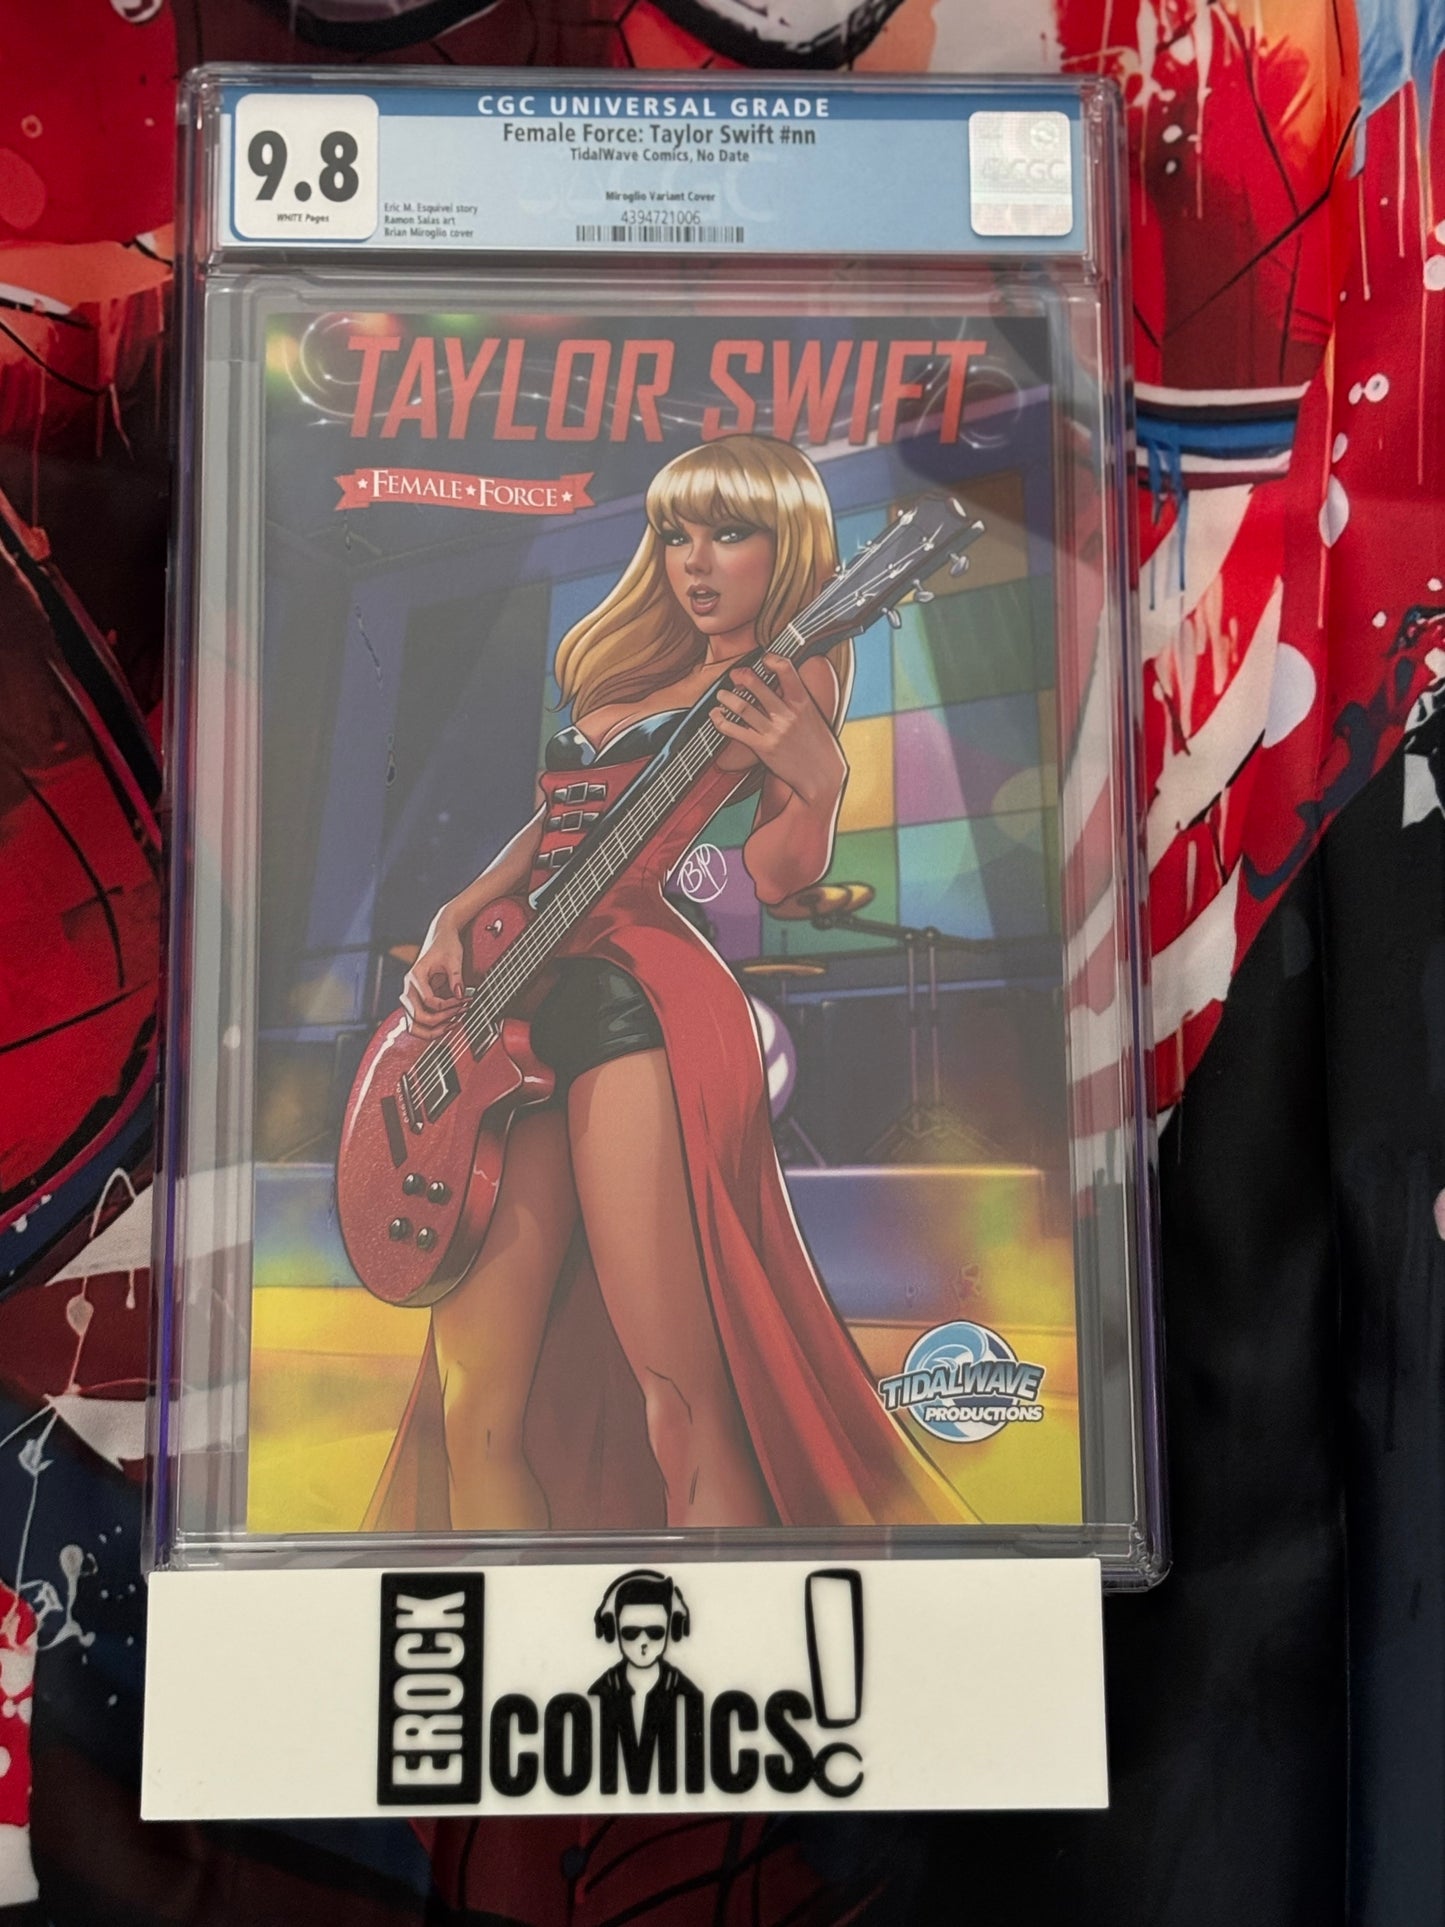 CGC UNIVERSAL GRADE
9.8
WHITE Pages
Female Force: Taylor Swift #nn
TidalWave Comics, No Date
Miroglio Variant Cover
4394721006
Eric M. Esquivel story
Ramon Salas art
Brian Miroglio cover
CGC
TAYLOR SWIFT
FEMALE FORCE
TIDALWAVE
PRODUCTIONS
EROCK
COMICS!